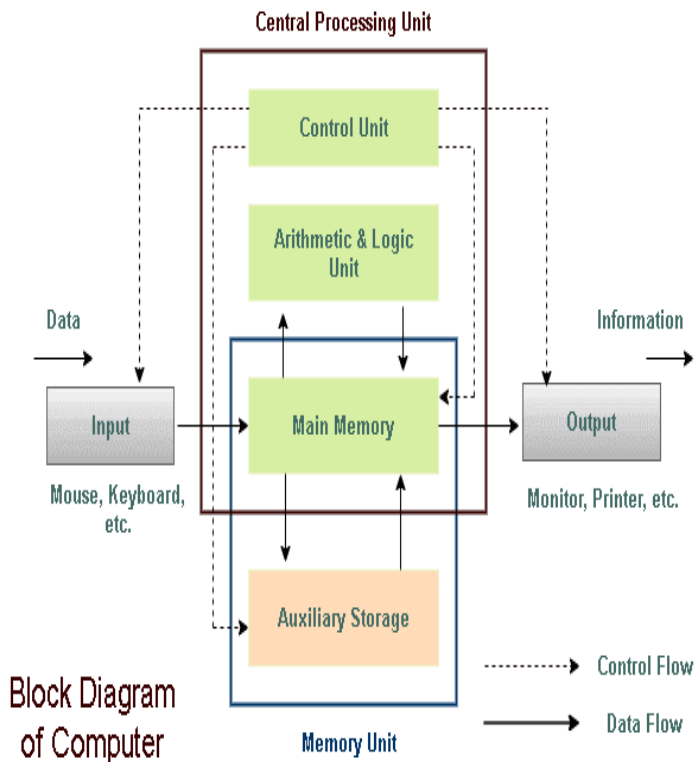 Central Processing Unit
Control Unit
Arithmetic & Logic
Unit
Data
Information
Input
Main Memory
Output
Mouse, Keyboard,
etc.
Monitor, Printer, etc.
Auxiliary Storage
Control Flow
Block Diagram
of Computer
Data Flow
Memory Unit